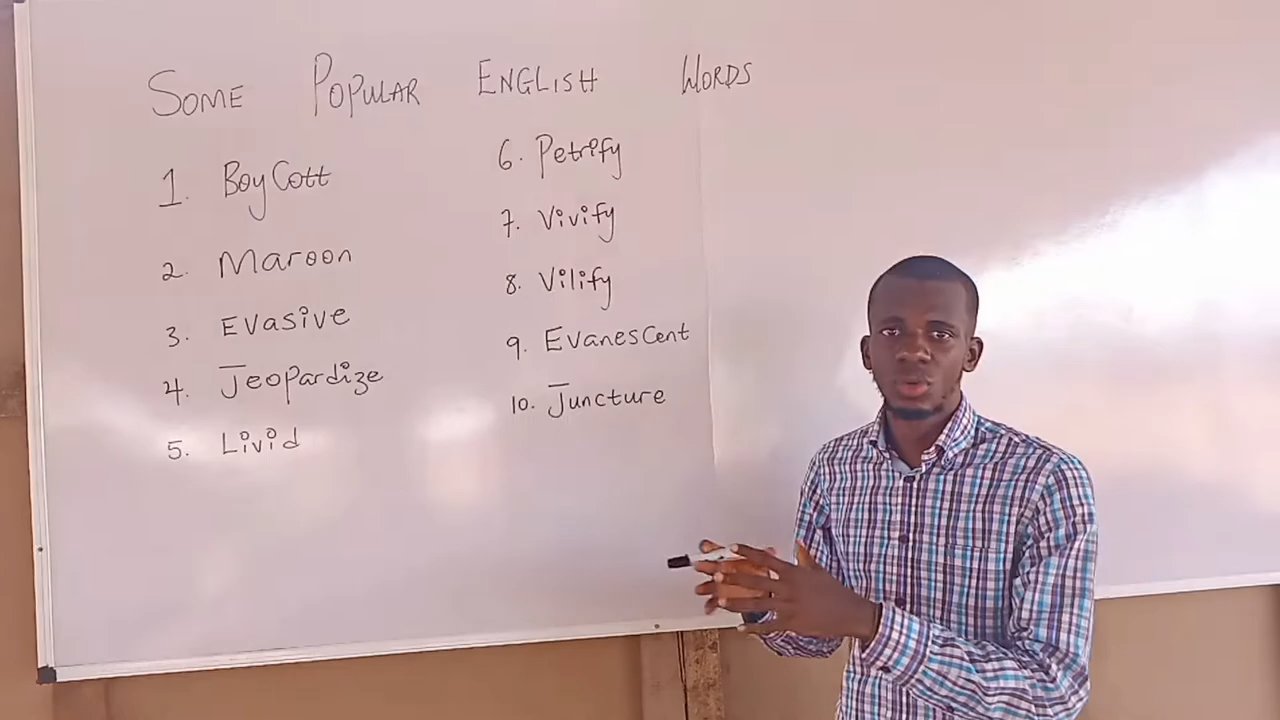 SOME POPULAR ENGLISH WORDS
1. BoyCott
2. Maroon
3. Evasive
4. Jeopardize
5. Livid
6. Petrify
7. Vivify
8. Vilify
9. EvanesCent
10. Juncture